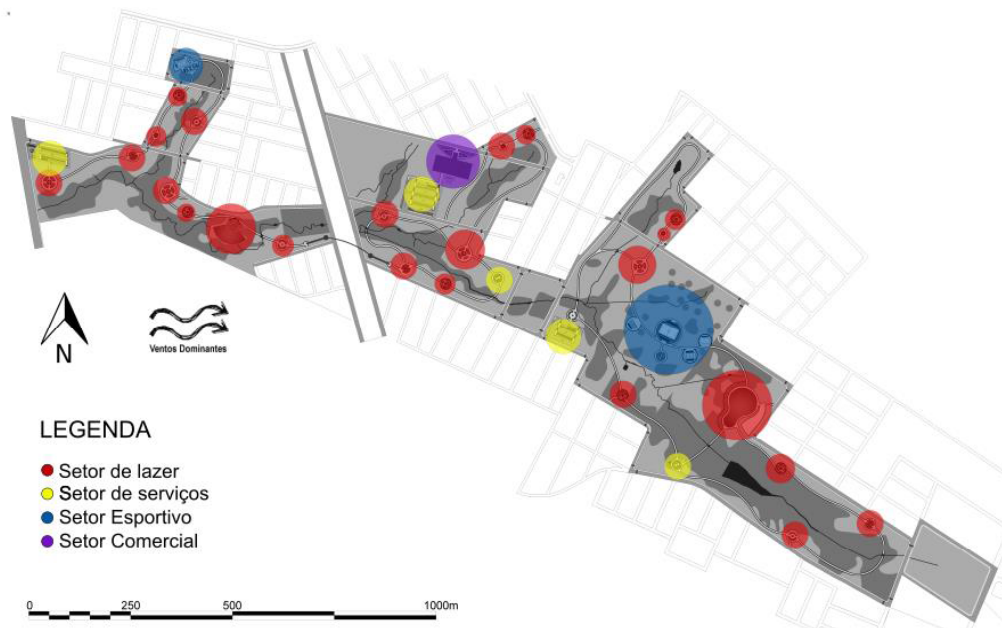 N
Ventos Dominantes
LEGENDA
Setor de lazer
Setor de serviços
Setor Esportivo
Setor Comercial
0 250 500 1000m